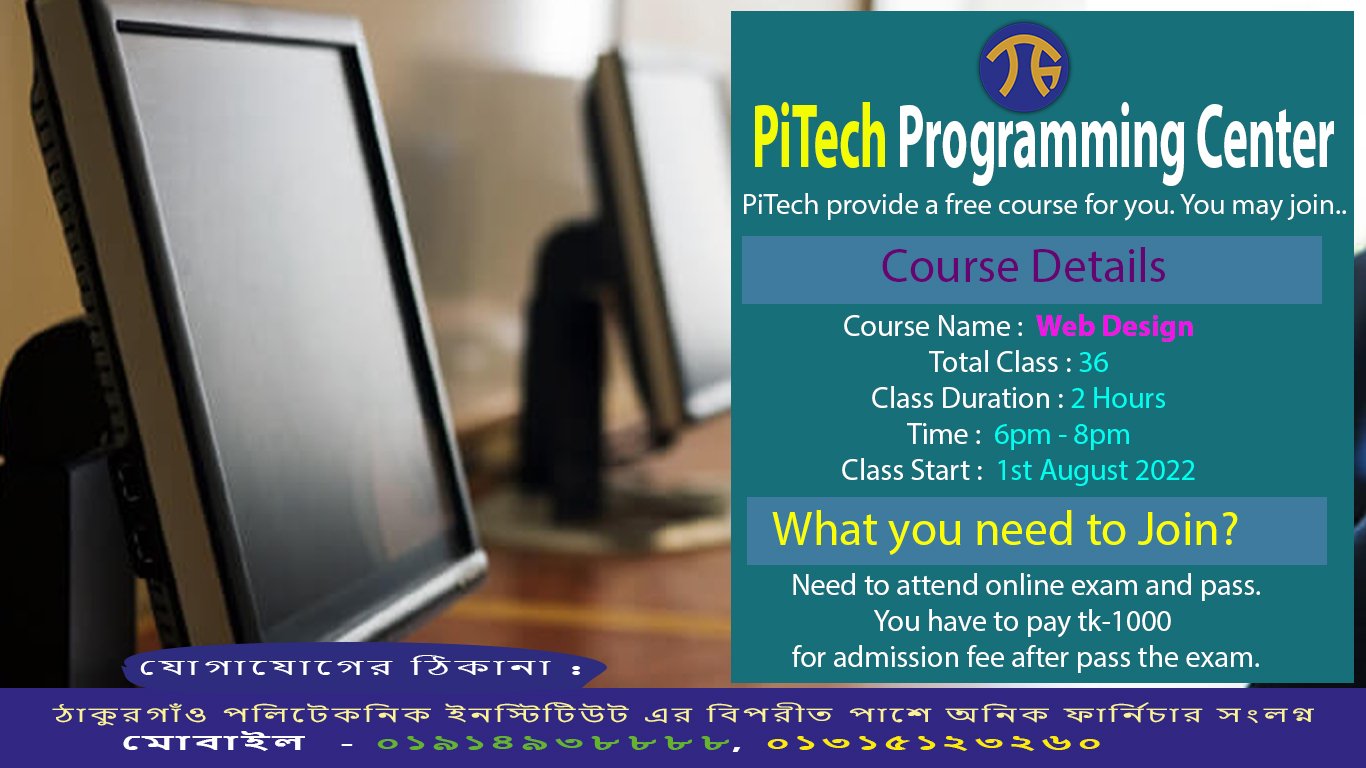 PiTech Programming Center
PiTech provide a free course for you. You may join..
Course Details
Course Name : Web Design
Total Class : 36
Class Duration : 2 Hours
Time : 6pm - 8pm
Class Start : 1st August 2022
What you need to Join?
Need to attend online exam and pass.
You have to pay tk-1000
for admission fee after pass the exam.
যোগাযোগের ঠিকানা :
ঠাকুরগাঁও পলিটেকনিক ইনস্টিটিউট এর বিপরীত পাশে অনিক ফার্নিচার সংলগ্ন
মোবাইল - ০১৯১৪৯৩৮৮৮৮, ০১৩১৫১২৩২৬০